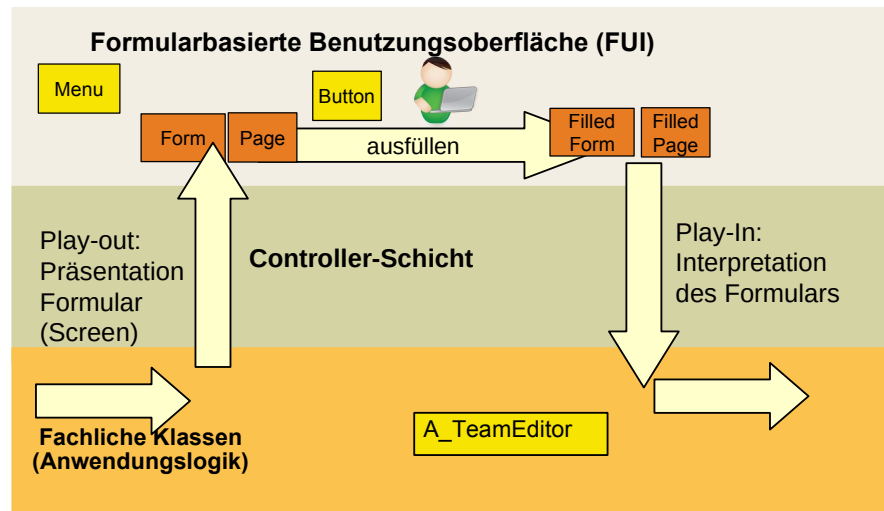 Formularbasierte Benutzungsoberfläche (FUI)
Menu
Button
Form
Page
ausfüllen
Filled
Form
Filled
Page
Play-out:
Präsentation
Formular
(Screen)
Controller-Schicht
Play-In:
Interpretation
des Formulars
Fachliche Klassen
(Anwendungslogik)
A_TeamEditor